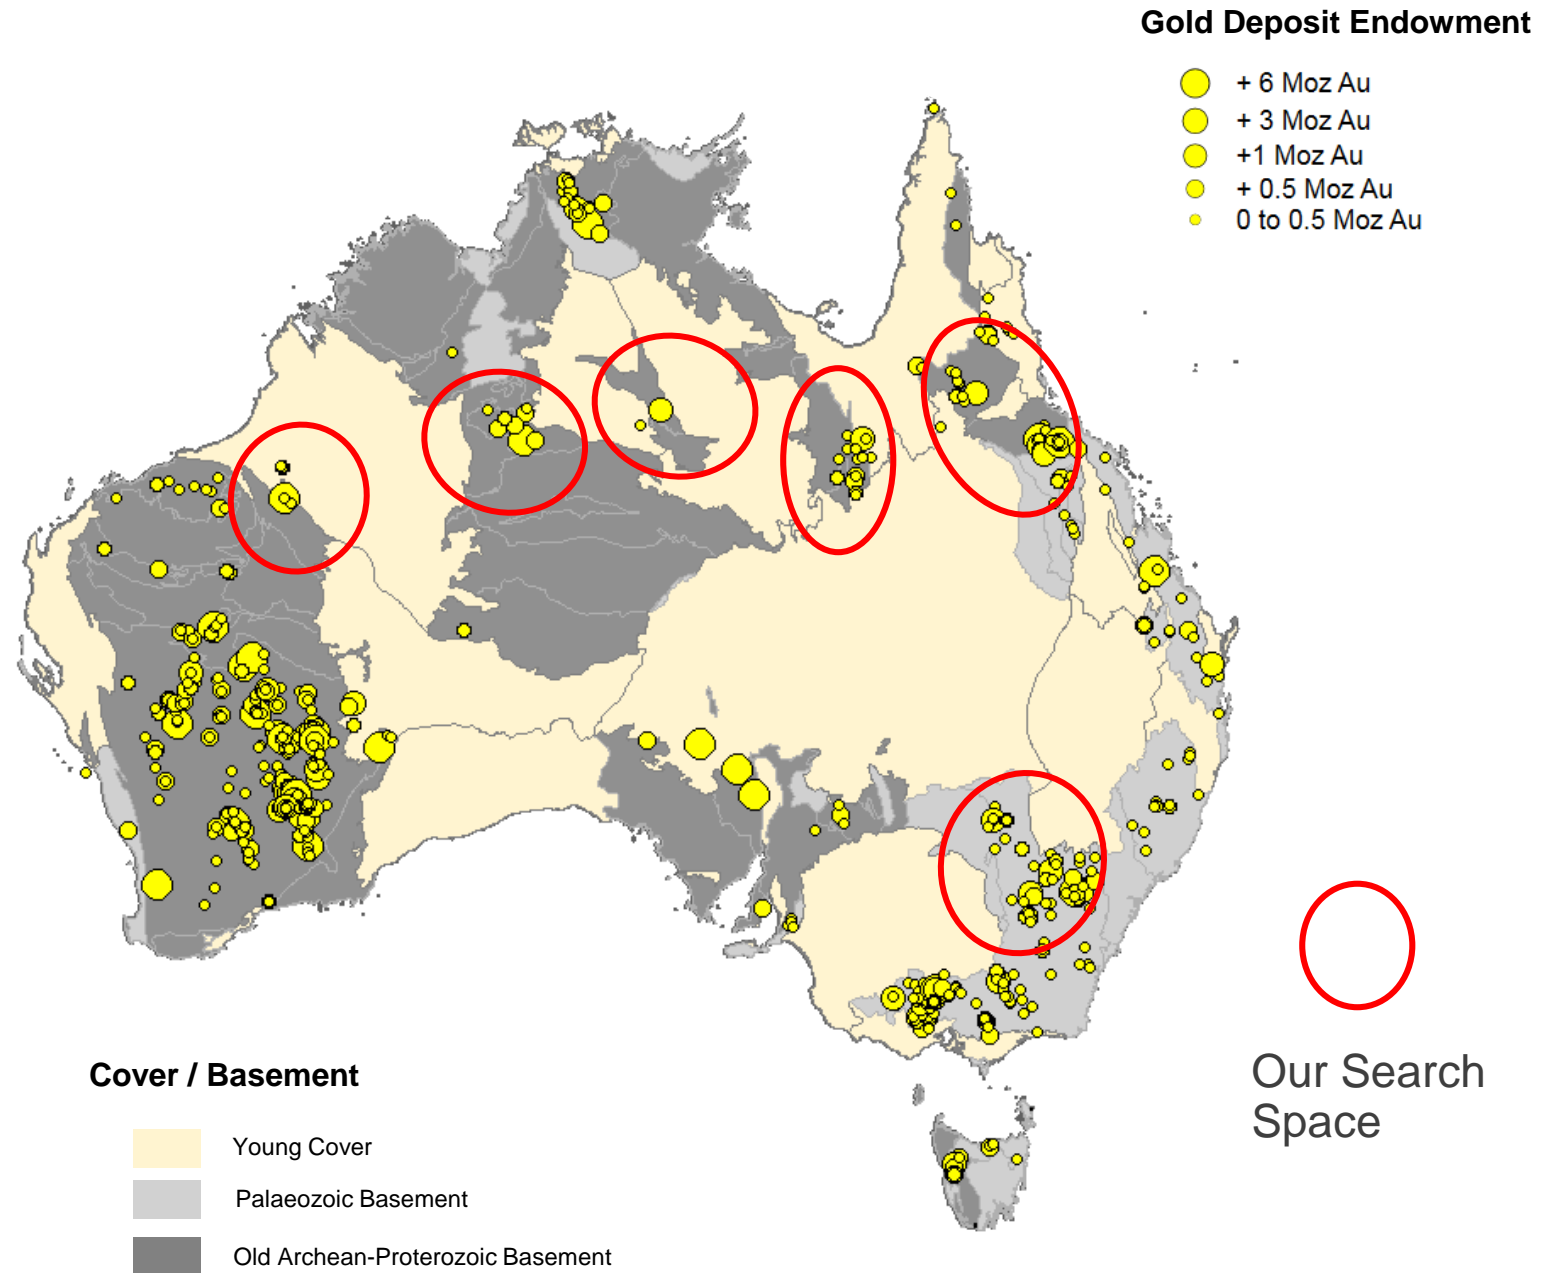 Gold Deposit Endowment
+ 6 Moz Au
+ 3 Moz Au
+1 Moz Au
+ 0.5 Moz Au
0 to 0.5 Moz Au
Our Search
Space
Cover / Basement
Young Cover
Palaeozoic Basement
Old Archean-Proterozoic Basement